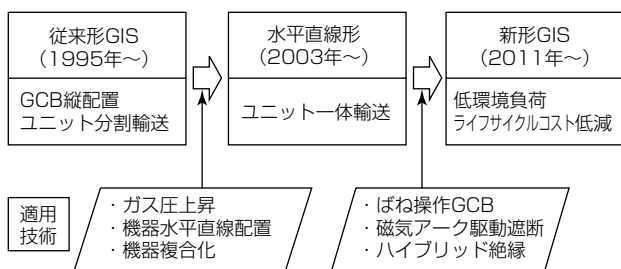 従来形GIS
(1995年~)
GCB縦配置
ユニット分割輸送
水平直線形
(2003年~)
ユニット一体輸送
新形GIS
(2011年~)
低環境負荷
ライフサイクルコスト低減
適用
技術
・ガス圧上昇
・機器水平直線配置
・機器複合化
・ばね操作GCB
・磁気アーク駆動遮断
・ハイブリッド絶縁